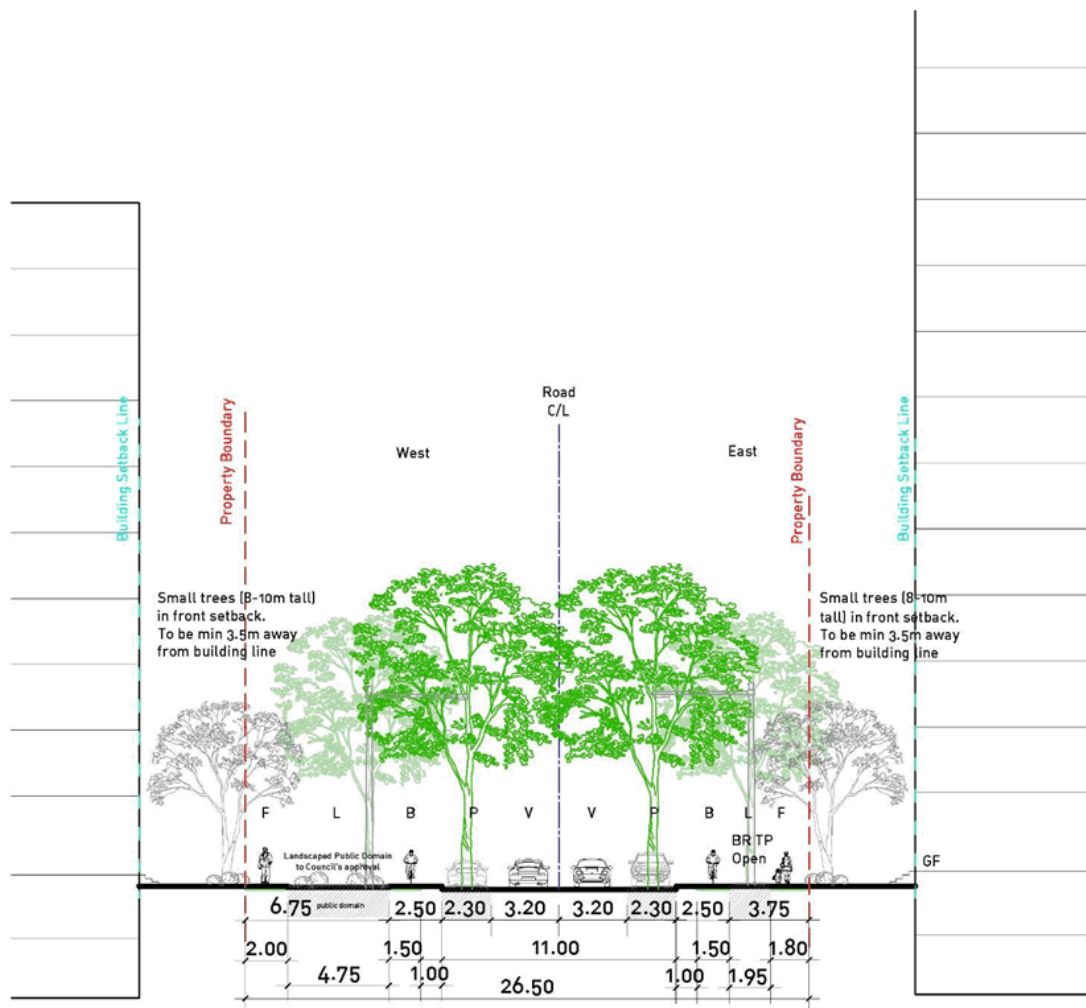 Road
C/L
West
East
Building Setback Line
Property Boundary
Property Boundary
Building Setback Line
Small trees (8-10m tall)
in front setback.
To be min 3.5m away
from building line
Small trees (8-10m
tall) in front setback.
To be min 3.5m away
from building line
F L B P V V P B L F
BR TP
Open
Landscaped Public Domain
to Council's approval
GF
6.75 public domain 2.50 2.30 3.20 3.20 2.30 2.50 3.75
2.00 1.50 11.00 1.50 1.80
4.75 1.00 26.50 1.00 1.95